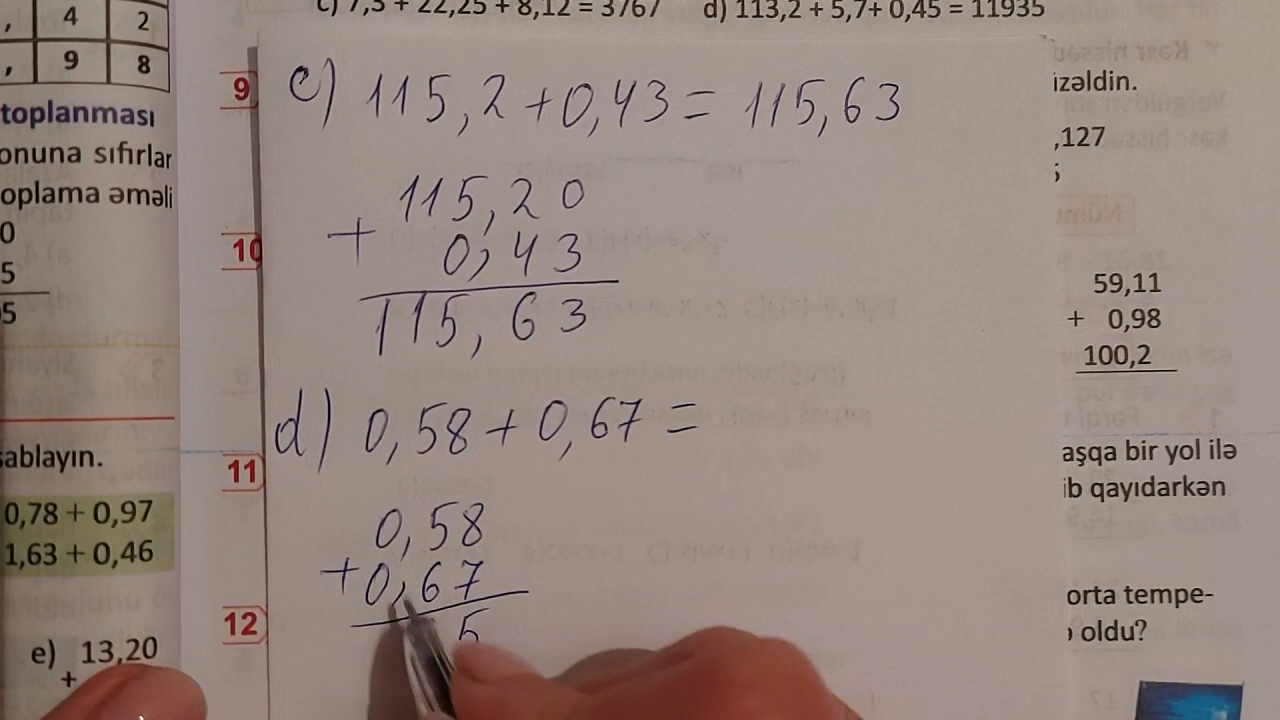 c) 7,3 + 22,25 + 8,12 = 3767 d) 113,2 + 5,7+ 0,45 = 11935
, 4 2
, 9 8
toplanması
onuna sıfırlar
oplama əməli
0
5
5
ablayın.
0,78 + 0,97
1,63 + 0,46
e) 13,20
+
9
10
11
12
c) 115,2 + 0,43 = 115,63
115,20
+ 0,43
115,63
d) 0,58 + 0,67 =
0,58
+ 0,67
5
izəldin.
,127
;
59,11
+ 0,98
100,2
aşqa bir yol ilə
ib qayıdarkən
orta tempe-
oldu?